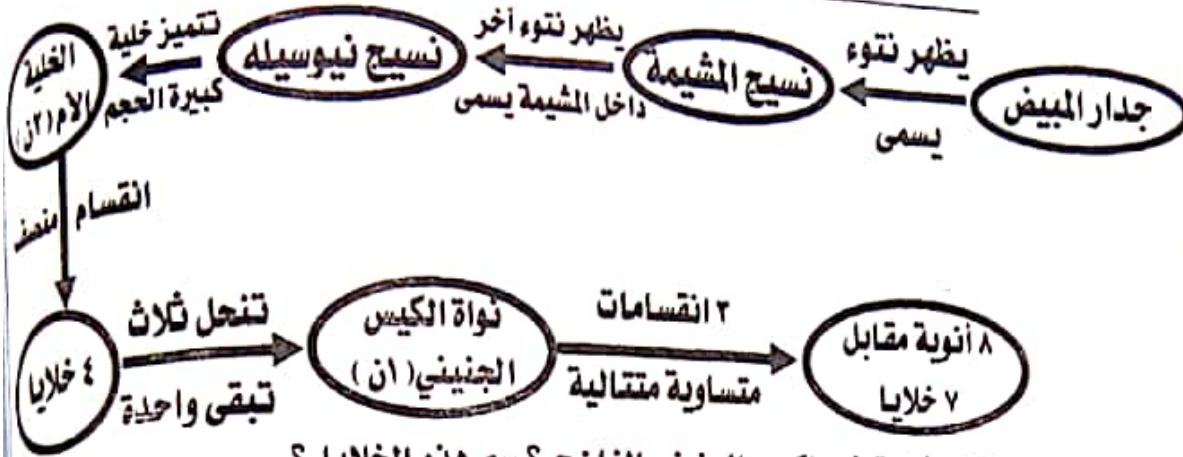 جدار المبيض
يظهر نتوء
يسمى
نسيج المشيمة
يظهر نتوء آخر
داخل المشيمة يسمى
نسيج نيوسيله
تتميز خلية
كبيرة الحجم
الخلية
الأم (٢ن)
انقسام منصف
٤ خلايا
تنحل ثلاث
تبقى واحدة
نواة الكيس
الجنيني (١ن)
٣ انقسامات
متساوية متتالية
٨ أنوية مقابل
٧ خلايا